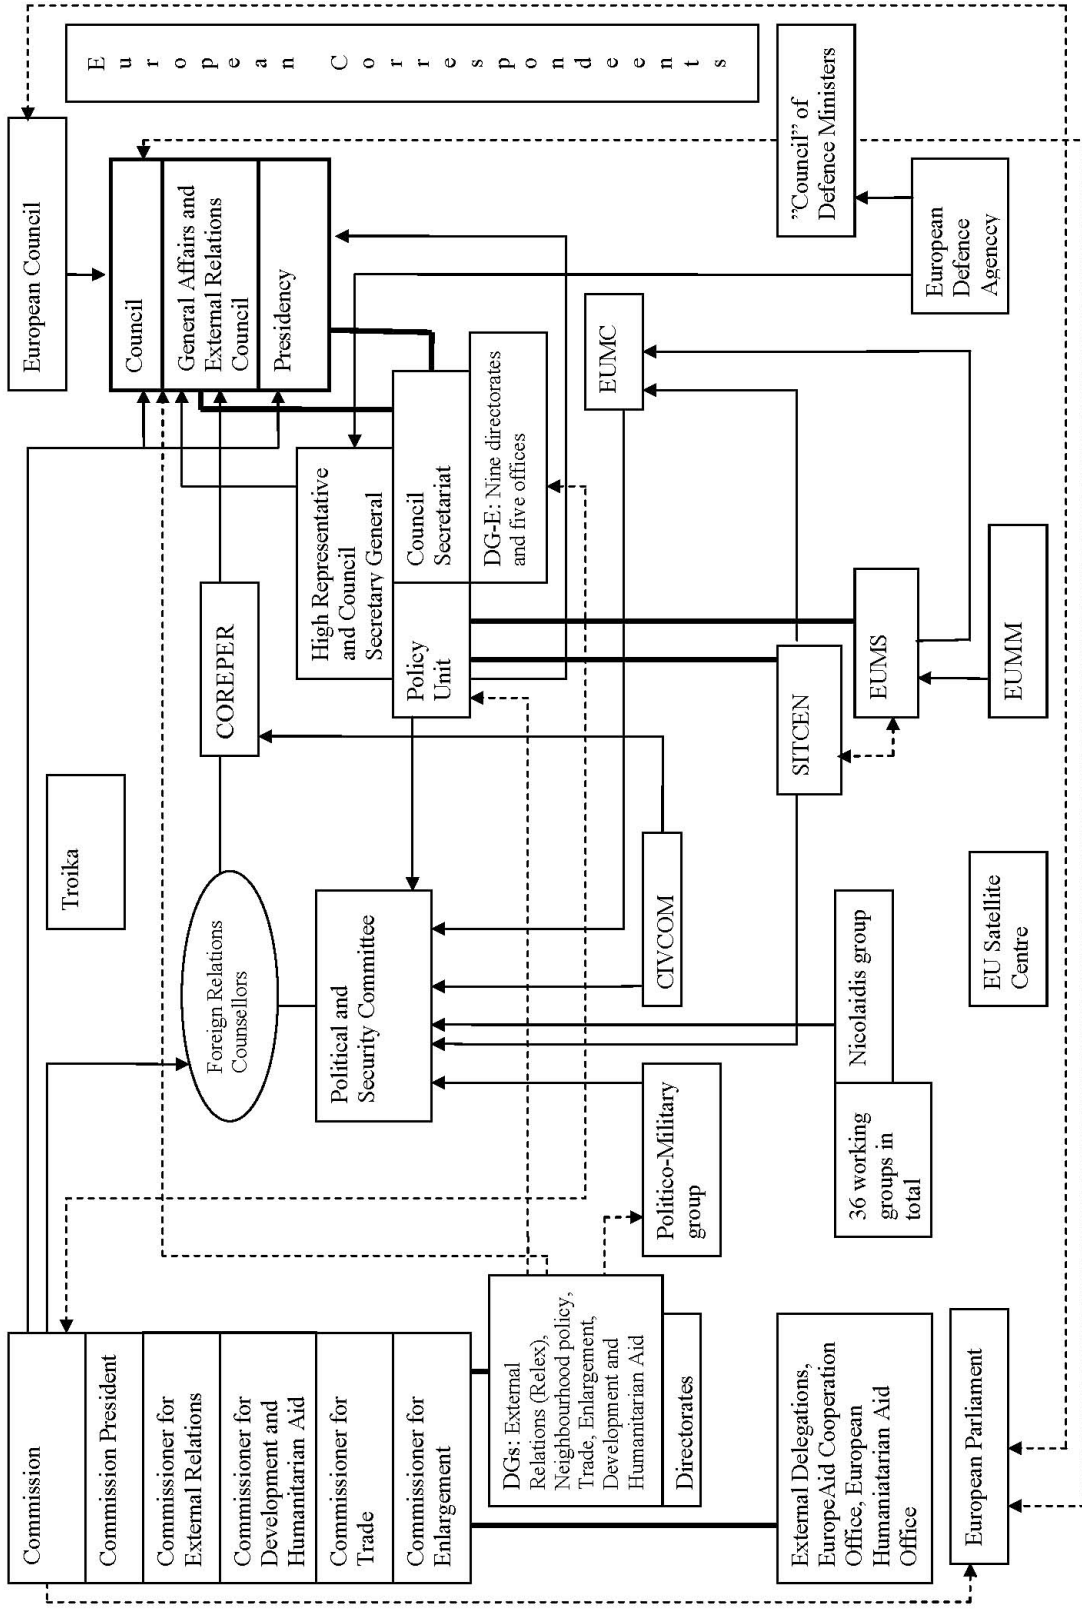 European Council
E u r o p e a n C o r r e s p o n d e n t s
Council
General Affairs and
External Relations
Council
Presidency
”Council” of
Defence Ministers
European
Defence
Agenccy
EUMC
High Representative
and Council
Secretary General
Council
Secretariat
DG-E: Nine directorates
and five offices
Policy
Unit
COREPER
EUMS
EUMM
SITCEN
Troika
Foreign Relations
Counsellors
Political and
Security Committee
CIVCOM
Nicolaidis group
EU Satellite
Centre
Politico-Military
group
36 working
groups in
total
Commission
Commission President
Commissioner for
External Relations
Commissioner for
Development and
Humanitarian Aid
Commissioner for
Trade
Commissioner for
Enlargement
DGs: External
Relations (Relex),
Neighbourhood policy,
Trade, Enlargement,
Development and
Humanitarian Aid
Directorates
External Delegations,
EuropeAid Cooperation
Office, European
Humaniatarian Aid
Office
European Parliament